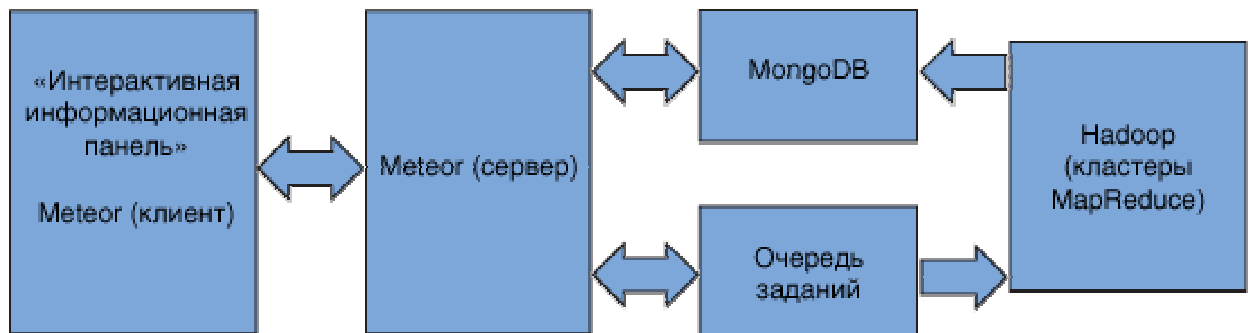 «Интерактивная
информационная
панель»
Meteor (клиент)
Meteor (сервер)
MongoDB
Очередь
заданий
Hadoop
(кластеры
MapReduce)